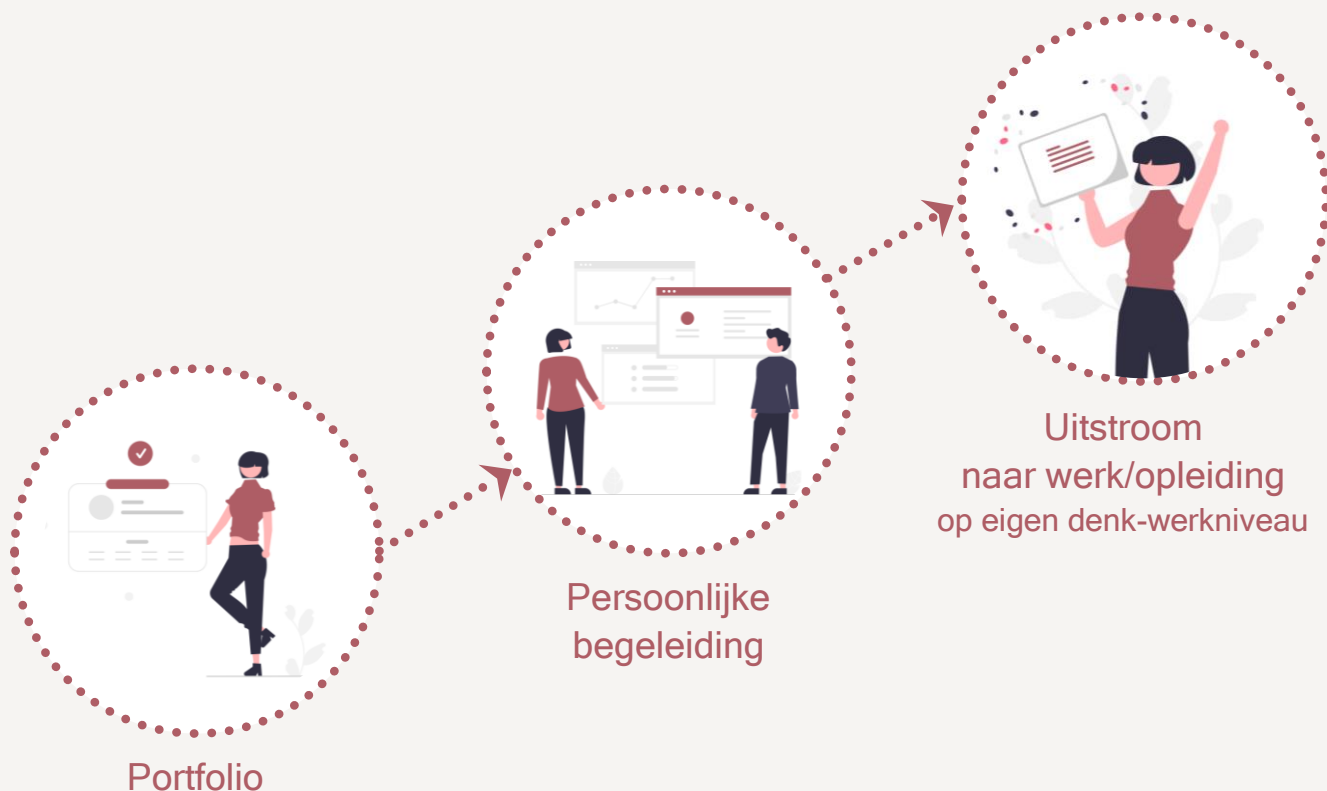 Portfolio
Persoonlijke
begeleiding
Uitstroom
naar werk/opleiding
op eigen denk-werkniveau